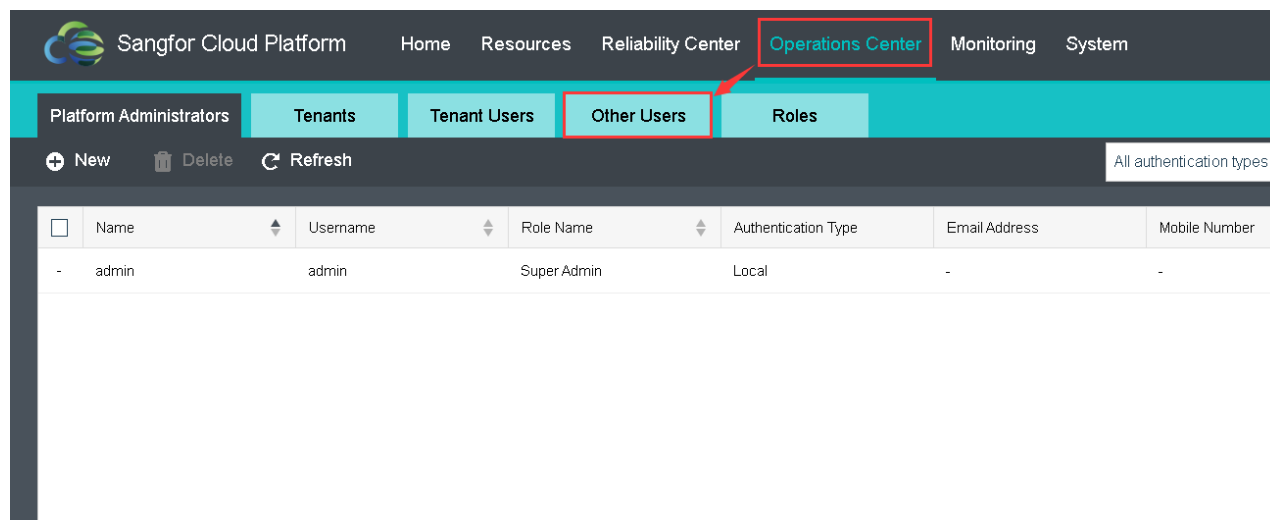 Sangfor Cloud Platform Home Resources Reliability Center Operations Center Monitoring System
Platform Administrators Tenants Tenant Users Other Users Roles
New Delete Refresh All authentication types
Name Username Role Name Authentication Type Email Address Mobile Number
- admin admin Super Admin Local - -